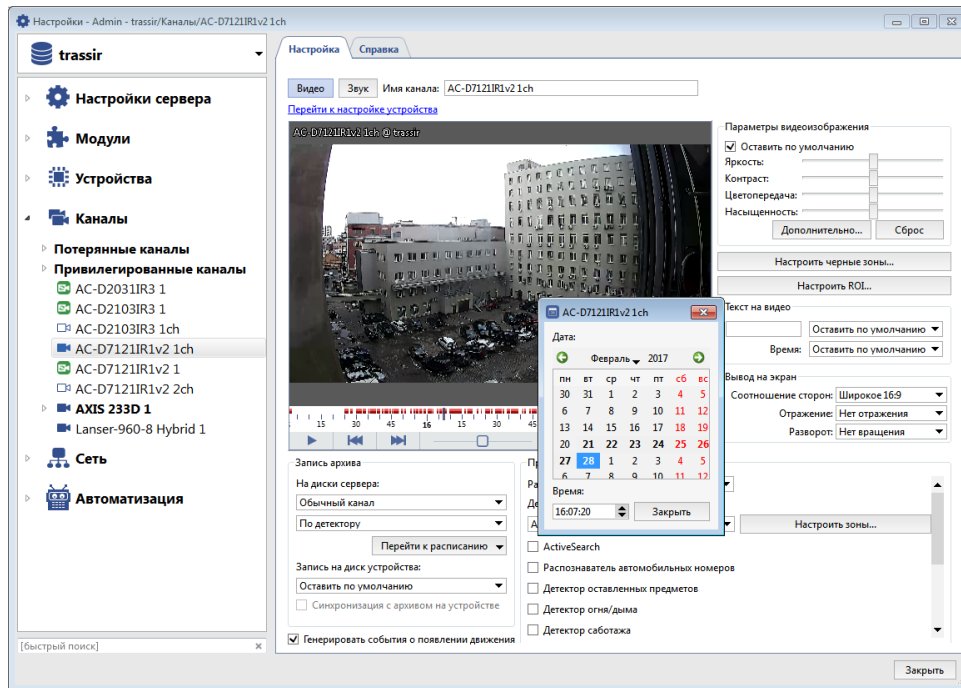 Настройки - Admin - trassir/Каналы/AC-D7121IR1v2 1ch
trassir
Настройки сервера
Модули
Устройства
Каналы
Потерянные каналы
Привилегированные каналы
AC-D2031IR3 1
AC-D2103IR3 1
AC-D2103IR3 1ch
AC-D7121IR1v2 1ch
AC-D7121IR1v2 1
AC-D7121IR1v2 2ch
AXIS 233D 1
Lanser-960-8 Hybrid 1
Сеть
Автоматизация
[быстрый поиск]
Настройка Справка
Видео Звук Имя канала: AC-D7121IR1v2 1ch
Перейти к настройке устройства
AC-D7121IR1v2 1ch @ trassir
15 30 45 16 15 30 45
Запись архива
На диски сервера:
Обычный канал
По детектору
Перейти к расписанию
Запись на диск устройства:
Оставить по умолчанию
Синхронизация с архивом на устройстве
Генерировать события о появлении движения
Параметры видеоизображения
Оставить по умолчанию
Яркость:
Контраст:
Цветопередача:
Насыщенность:
Дополнительно... Сброс
Настроить черные зоны...
Настроить ROI...
Текст на видео
Оставить по умолчанию
Время: Оставить по умолчанию
Вывод на экран
Соотношение сторон: Широкое 16:9
Отражение: Нет отражения
Разворот: Нет вращения
AC-D7121IR1v2 1ch
Дата:
Февраль 2017
пн вт ср чт пт сб вс
30 31 1 2 3 4 5
6 7 8 9 10 11 12
13 14 15 16 17 18 19
20 21 22 23 24 25 26
27 28 1 2 3 4 5
6 7 8 9 10 11 12
Время:
16:07:20 Закрыть
Настроить зоны...
ActiveSearch
Распознаватель автомобильных номеров
Детектор оставленных предметов
Детектор огня/дыма
Детектор саботажа
Закрыть